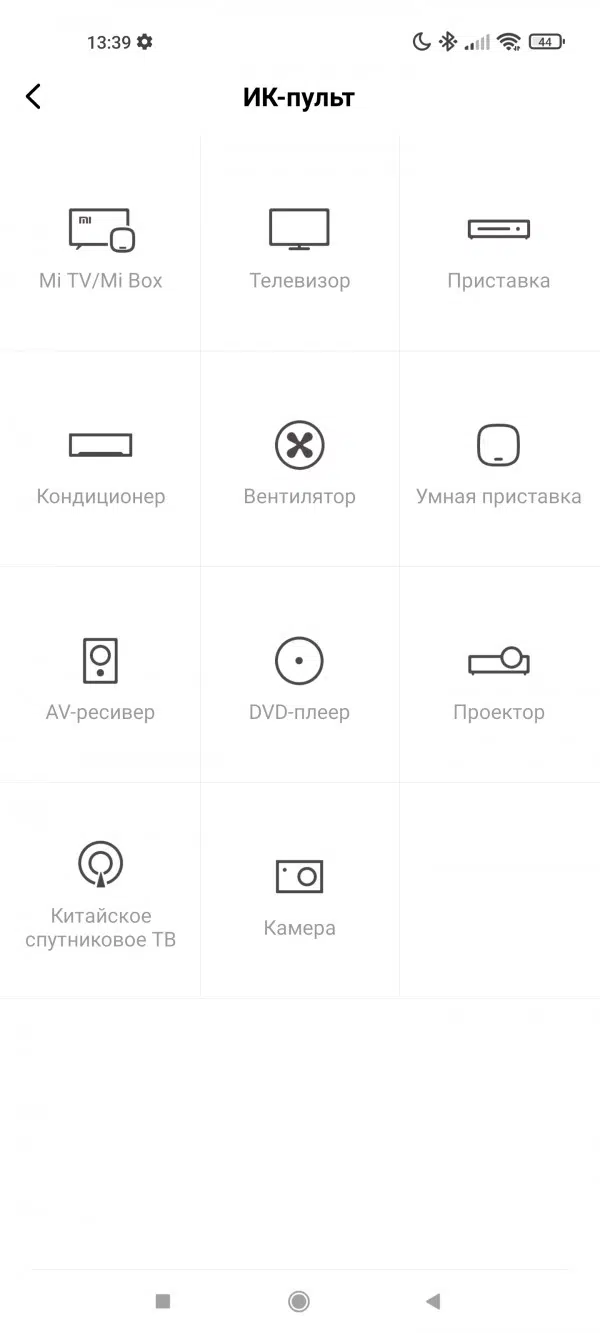 13:39
44
ИК-пульт
mi
Mi TV/Mi Box
Телевизор
Приставка
Кондиционер
Вентилятор
Умная приставка
AV-ресивер
DVD-плеер
Проектор
Китайское
спутниковое ТВ
Камера